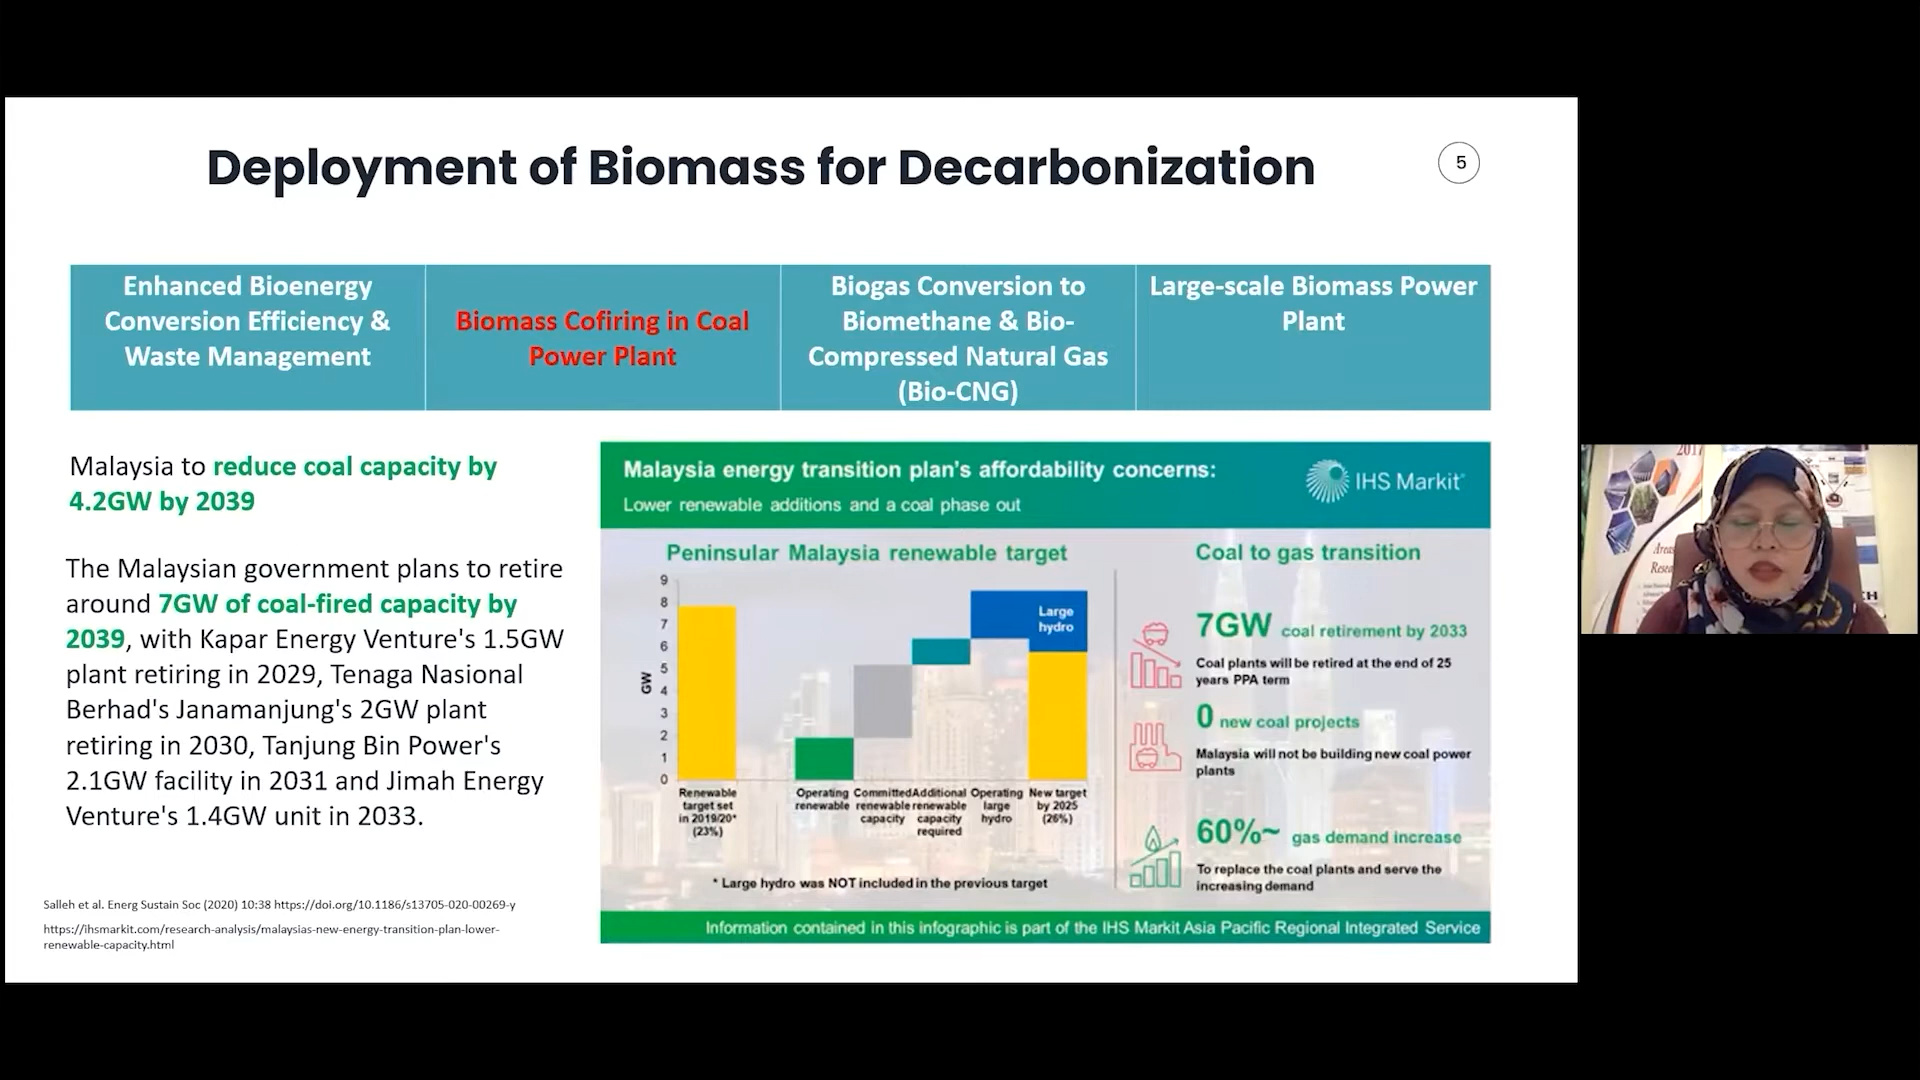 Deployment of Biomass for Decarbonization
5
Enhanced Bioenergy
Conversion Efficiency &
Waste Management
Biomass Cofiring in Coal
Power Plant
Biogas Conversion to
Biomethane & Bio-
Compressed Natural Gas
(Bio-CNG)
Large-scale Biomass Power
Plant
Malaysia to reduce coal capacity by
4.2GW by 2039
The Malaysian government plans to retire
around 7GW of coal-fired capacity by
2039, with Kapar Energy Venture's 1.5GW
plant retiring in 2029, Tenaga Nasional
Berhad's Janamanjung's 2GW plant
retiring in 2030, Tanjung Bin Power's
2.1GW facility in 2031 and Jimah Energy
Venture's 1.4GW unit in 2033.
Salleh et al. Energ Sustain Soc (2020) 10:38 https://doi.org/10.1186/s13705-020-00269-y
https://ihsmarkit.com/research-analysis/malaysias-new-energy-transition-plan-lower-
renewable-capacity.html
Malaysia energy transition plan's affordability concerns:
Lower renewable additions and a coal phase out
IHS Markit
Peninsular Malaysia renewable target
GW
9
8
7
6
5
4
3
2
1
0
Large
hydro
Renewable
target set
in 2019/20*
(23%)
Operating
renewable
Committed
renewable
capacity
Additional
renewable
capacity
required
Operating
large
hydro
New target
by 2025
(26%)
* Large hydro was NOT included in the previous target
Coal to gas transition
7GW coal retirement by 2033
Coal plants will be retired at the end of 25
years PPA term
0 new coal projects
Malaysia will not be building new coal power
plants
60%~ gas demand increase
To replace the coal plants and serve the
increasing demand
Information contained in this infographic is part of the IHS Markit Asia Pacific Regional Integrated Service
2017